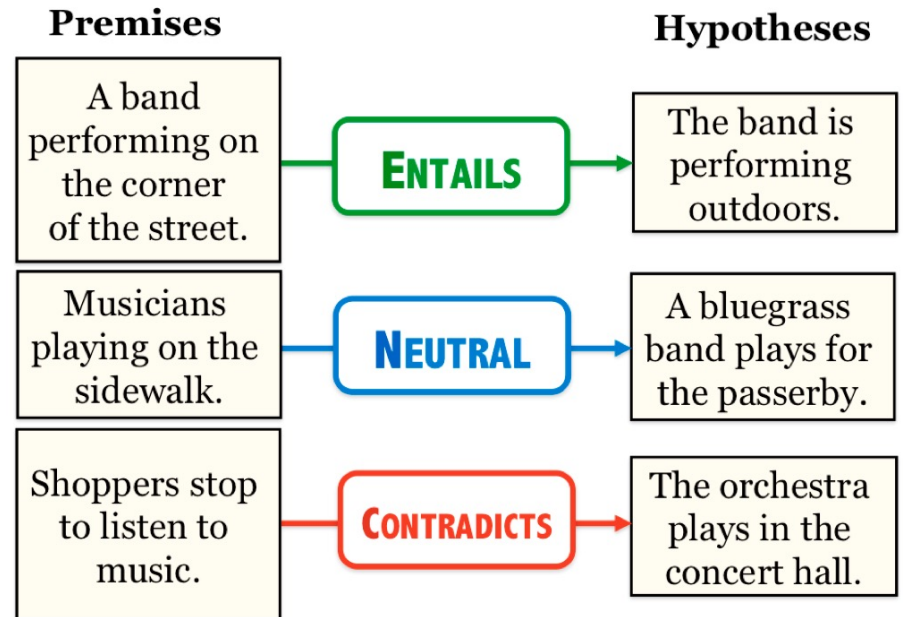 Premises
Hypotheses
A band
performing on
the corner
of the street.
ENTAILS
The band is
performing
outdoors.
Musicians
playing on the
sidewalk.
NEUTRAL
A bluegrass
band plays for
the passerby.
Shoppers stop
to listen to
music.
CONTRADICTS
The orchestra
plays in the
concert hall.